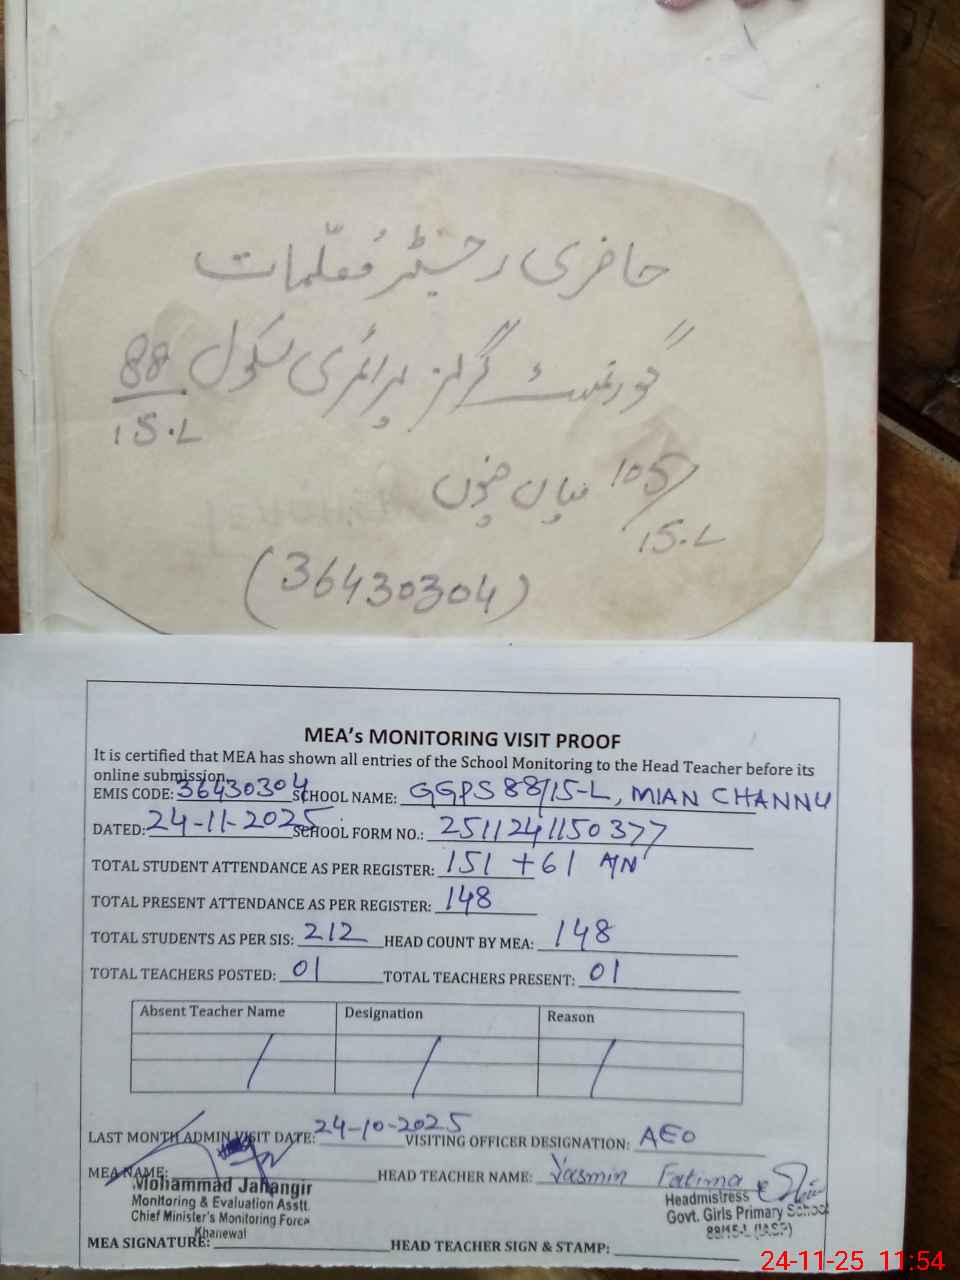 حاضری رجسٹر مُعلّمات
گورنمنٹ گرلز پرائمری سکول 88/15.L
105/15.L میاں چنوں
(36430304)
MEA's MONITORING VISIT PROOF
It is certified that MEA has shown all entries of the School Monitoring to the Head Teacher before its
online submission.
EMIS CODE: 36430304 SCHOOL NAME: GGPS 88/15-L, MIAN CHANNU
DATED: 24-11-2025 SCHOOL FORM NO.: 2511241150377
TOTAL STUDENT ATTENDANCE AS PER REGISTER: 151 + 61 A/N
TOTAL PRESENT ATTENDANCE AS PER REGISTER: 148
TOTAL STUDENTS AS PER SIS: 212 HEAD COUNT BY MEA: 148
TOTAL TEACHERS POSTED: 01 TOTAL TEACHERS PRESENT: 01
Absent Teacher Name Designation Reason
LAST MONTH ADMIN VISIT DATE: 24-10-2025 VISITING OFFICER DESIGNATION: AEO
MEA NAME: HEAD TEACHER NAME: Yasmin Fatima
Mohammad Jahangir
Monitoring & Evaluation Asstt.
Chief Minister's Monitoring Force
Khanewal
Headmistress
Govt. Girls Primary School
88/15-L
MEA SIGNATURE: HEAD TEACHER SIGN & STAMP:
24-11-25 11:54